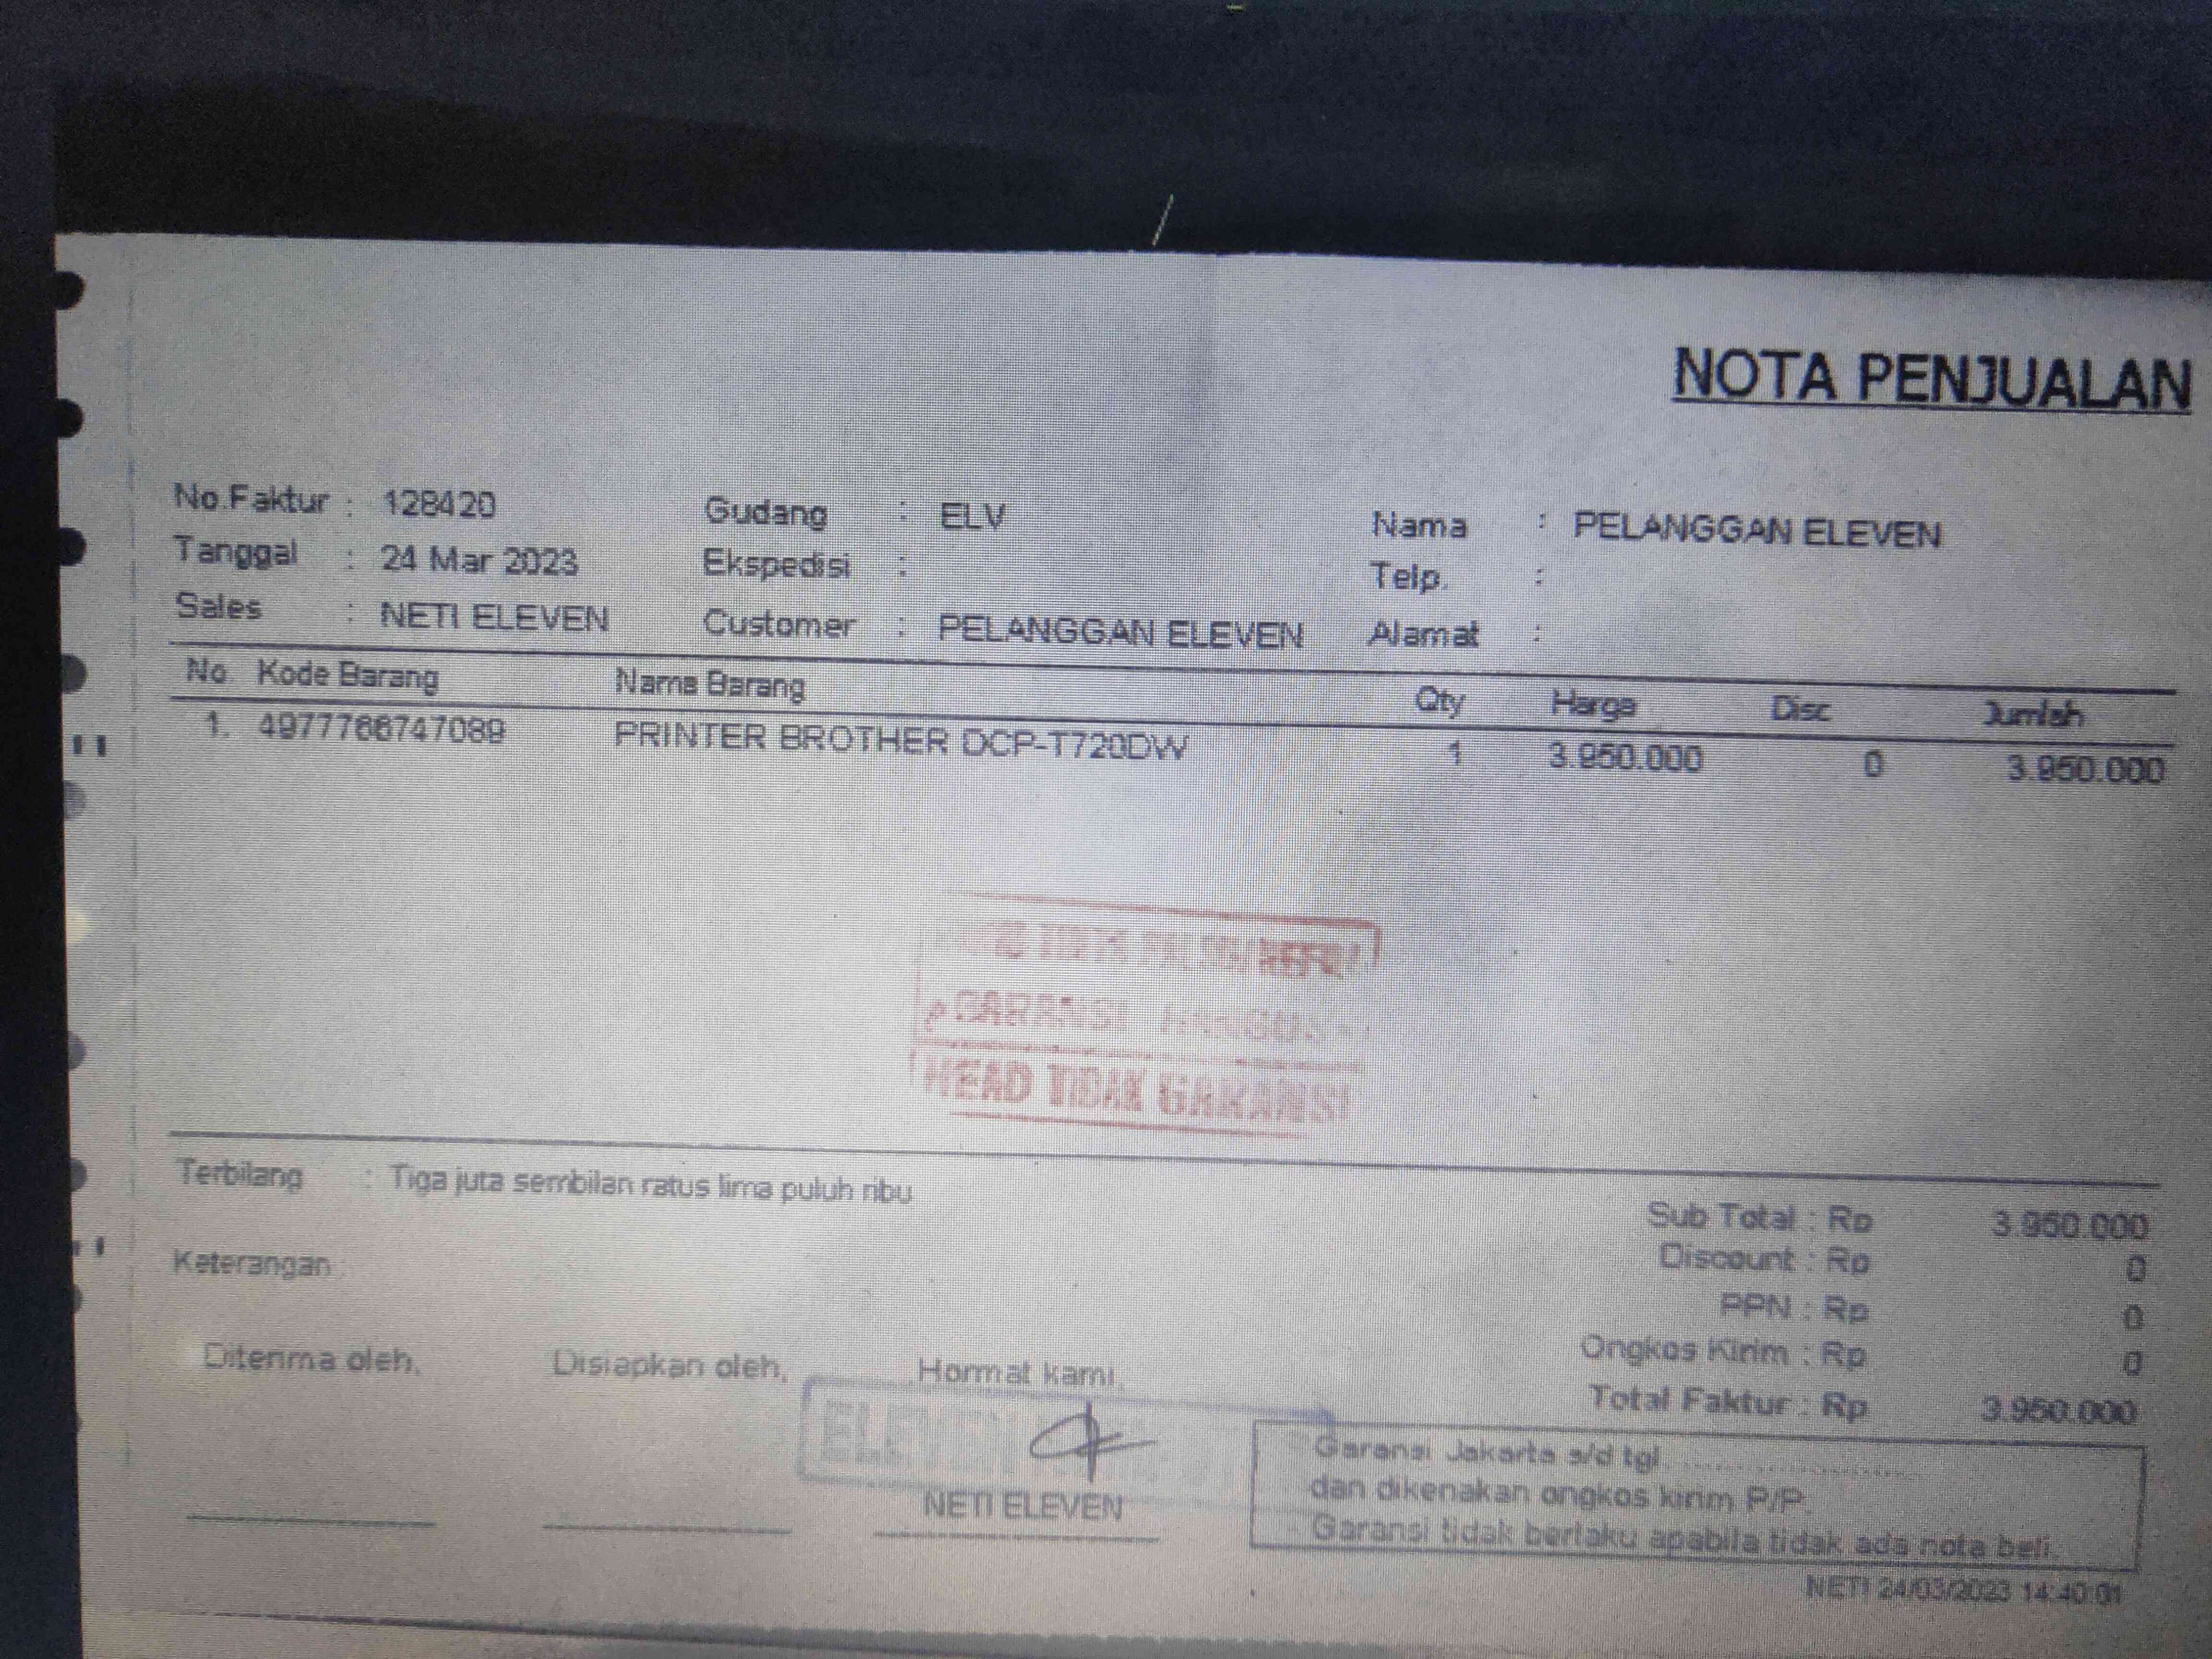 NOTA PENJUALAN
No.Faktur : 128420 Gudang : ELV Nama : PELANGGAN ELEVEN
Tanggal : 24 Mar 2023 Ekspedisi : Telp. :
Sales : NETI ELEVEN Customer : PELANGGAN ELEVEN Alamat :
No Kode Barang Nama Barang Qty Harga Disc Jumlah
1. 4977766747089 PRINTER BROTHER DCP-T720DW 1 3.950.000 0 3.950.000
GARANSI HANGUS
HEAD TIDAK GARANSI
Terbilang : Tiga juta sembilan ratus lima puluh ribu
Sub Total : Rp 3.950.000
Keterangan :
Discount : Rp 0
PPN : Rp 0
Ongkos Kirim : Rp 0
Total Faktur : Rp 3.950.000
Diterima oleh, Disiapkan oleh, Hormat kami,
ELEVEN
NETI ELEVEN
Garansi Jakarta s/d tgl....................
dan dikenakan ongkos kirim P/P.
Garansi tidak berlaku apabila tidak ada nota beli.
NETI 24/03/2023 14:40:01